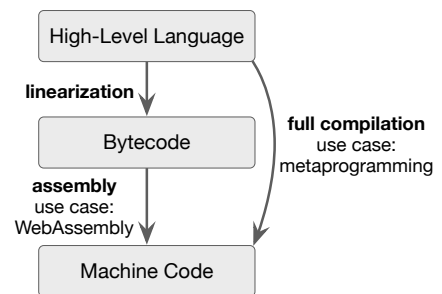 High-Level Language
linearization
full compilation
use case:
metaprogramming
Bytecode
assembly
use case:
WebAssembly
Machine Code